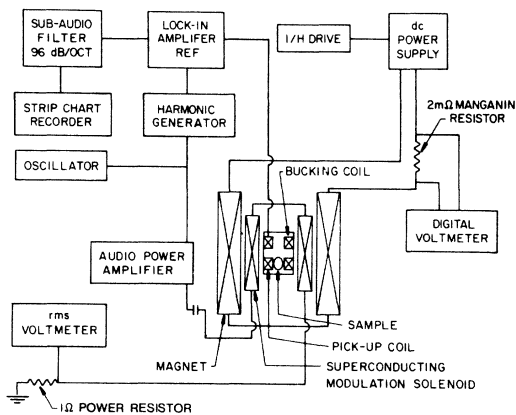 SUB-AUDIO
FILTER
96 dB/OCT
LOCK-IN
AMPLIFER
REF
I/H DRIVE
dc
POWER
SUPPLY
STRIP CHART
RECORDER
HARMONIC
GENERATOR
2mΩ MANGANIN
RESISTOR
OSCILLATOR
BUCKING COIL
DIGITAL
VOLTMETER
AUDIO POWER
AMPLIFIER
SAMPLE
PICK-UP COIL
rms
VOLTMETER
MAGNET
SUPERCONDUCTING
MODULATION SOLENOID
1Ω POWER RESISTOR